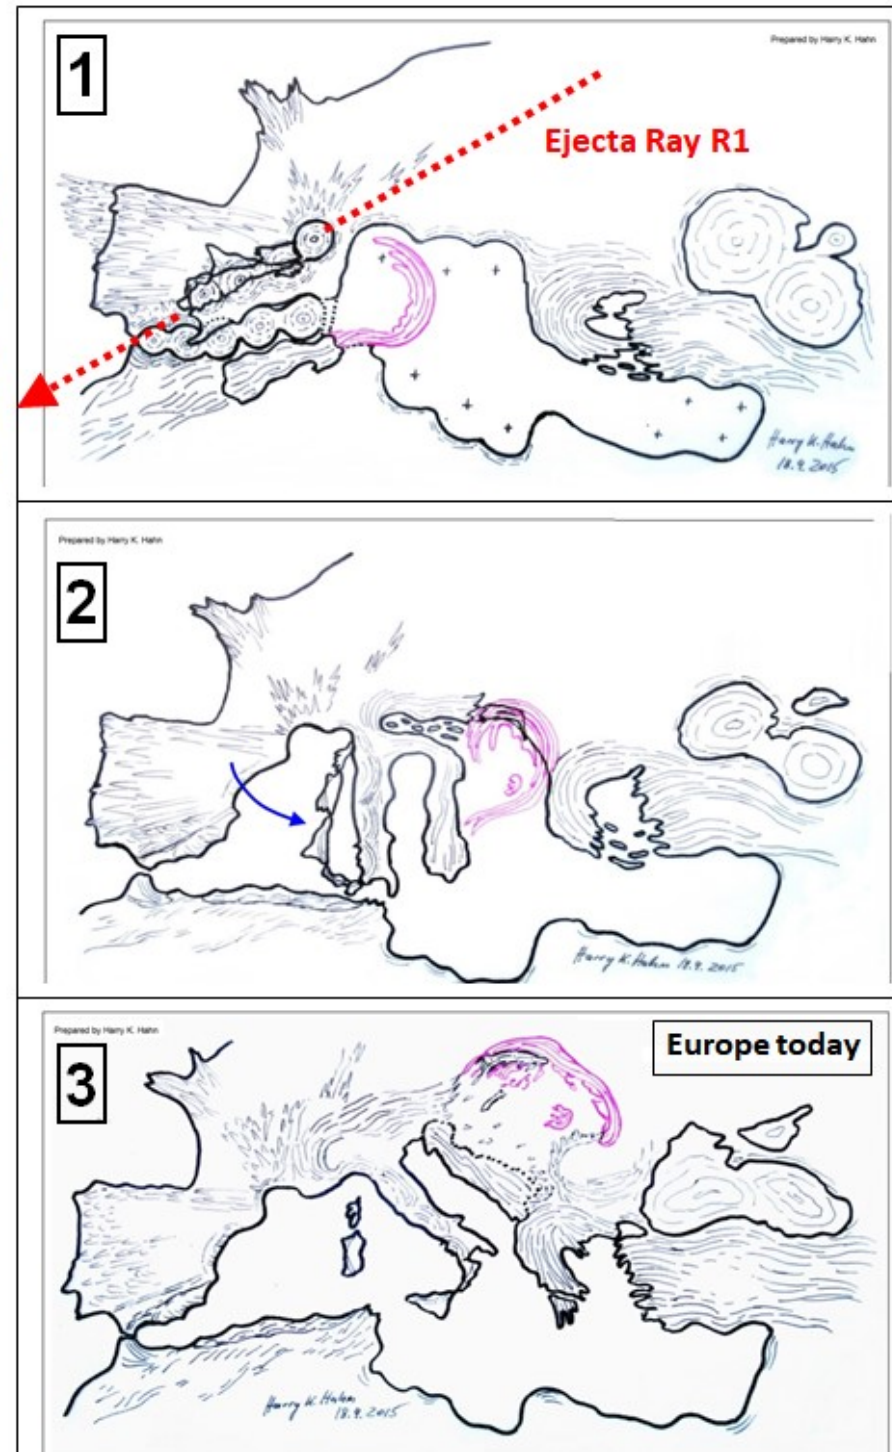 1
Prepared by Harry K. Hahn
Ejecta Ray R1
Harry K. Hahn
18.9.2015
Prepared by Harry K. Hahn
2
Harry K. Hahn 18.9.2015
Prepared by Harry K. Hahn
3
Europe today
Harry K. Hahn
18.9.2015